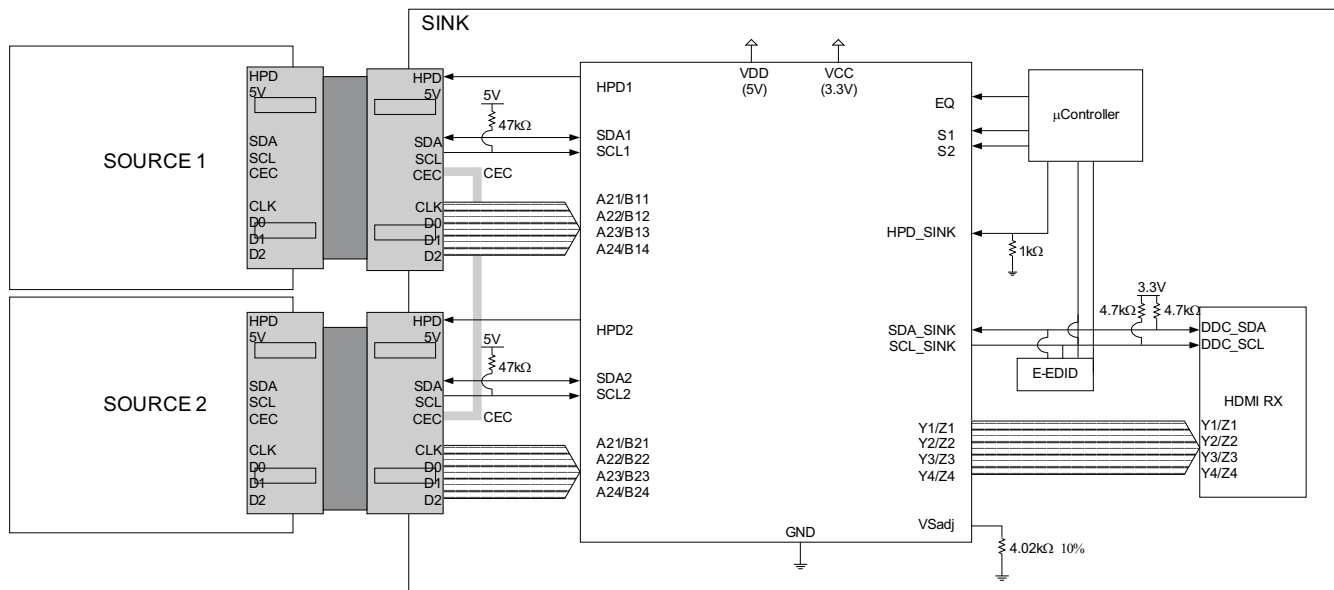 SINK
SOURCE 1
HPD
5V
SDA
SCL
CEC
CLK
D0
D1
D2
HPD
5V
SDA
SCL
CEC
CLK
D0
D1
D2
5V
47kΩ
CEC
HPD1
SDA1
SCL1
A21/B11
A22/B12
A23/B13
A24/B14
SOURCE 2
HPD
5V
SDA
SCL
CEC
CLK
D0
D1
D2
HPD
5V
SDA
SCL
CEC
CLK
D0
D1
D2
5V
47kΩ
CEC
HPD2
SDA2
SCL2
A21/B21
A22/B22
A23/B23
A24/B24
VDD
(5V)
VCC
(3.3V)
EQ
S1
S2
HPD_SINK
SDA_SINK
SCL_SINK
Y1/Z1
Y2/Z2
Y3/Z3
Y4/Z4
VSadj
GND
μController
1kΩ
3.3V
4.7kΩ
4.7kΩ
E-EDID
DDC_SDA
DDC_SCL
HDMI RX
Y1/Z1
Y2/Z2
Y3/Z3
Y4/Z4
4.02kΩ 10%